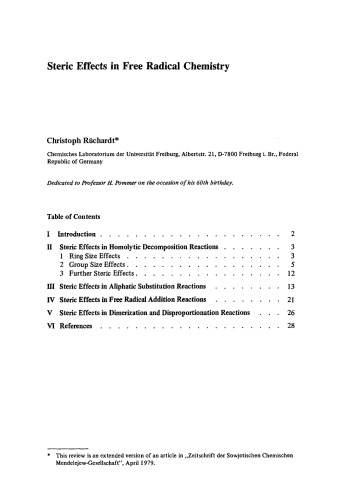 Steric Effects in Free Radical Chemistry
Christoph Rüchardt*
Chemisches Laboratorium der Universität Freiburg, Albertstr. 21, D-7800 Freiburg i. Br., Federal
Republic of Germany
Dedicated to Professor H. Pommer on the occasion of his 60th birthday.
Table of Contents
I Introduction . . . . . . . . . . . . . . . . . . . . 2
II Steric Effects in Homolytic Decomposition Reactions . . . . . . . 3
1 Ring Size Effects . . . . . . . . . . . . . . . . . 3
2 Group Size Effects . . . . . . . . . . . . . . . . . 5
3 Further Steric Effects . . . . . . . . . . . . . . . . 12
III Steric Effects in Aliphatic Substitution Reactions . . . . . . . . 13
IV Steric Effects in Free Radical Addition Reactions . . . . . . . . 21
V Steric Effects in Dimerization and Disproportionation Reactions . . . 26
VI References . . . . . . . . . . . . . . . . . . . . 28
* This review is an extended version of an article in „Zeitschrift der Sowjotischen Chemischen
Mendelejew-Gesellschaft", April 1979.